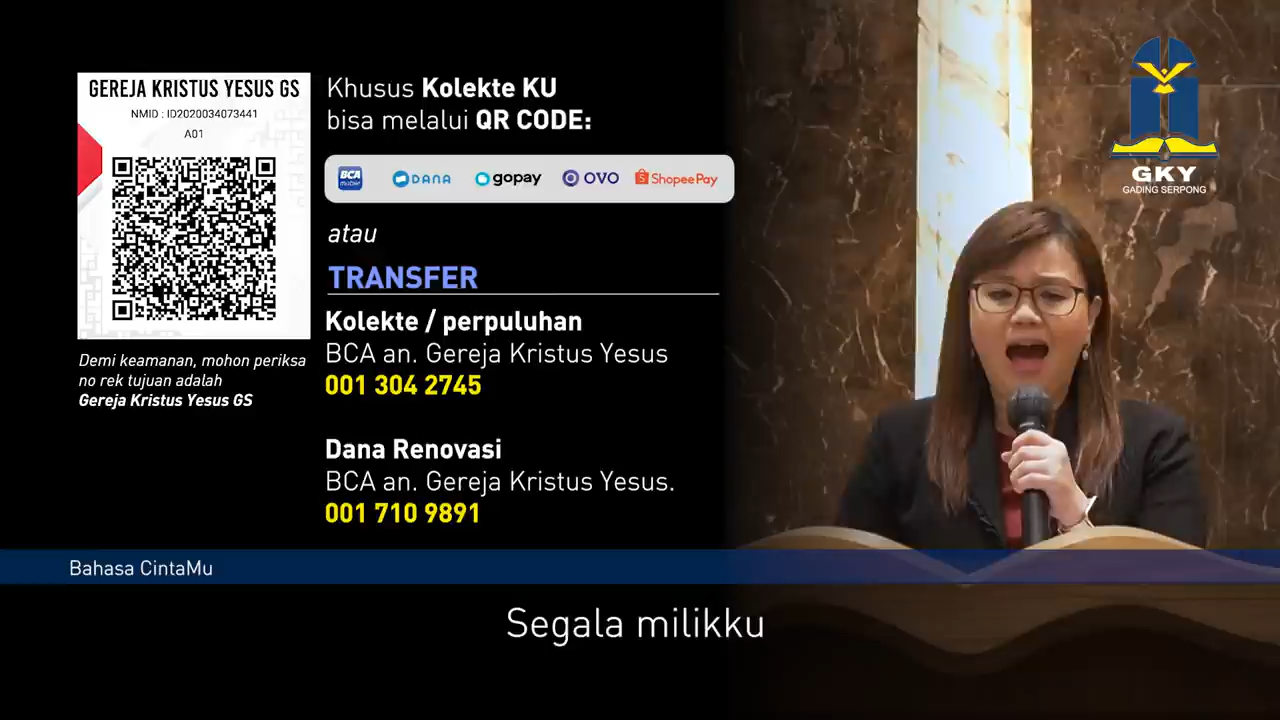 GEREJA KRISTUS YESUS GS
NMID : ID2020034073441
A01
Demi keamanan, mohon periksa
no rek tujuan adalah
Gereja Kristus Yesus GS
Khusus Kolekte KU
bisa melalui QR CODE:
BCA mobile DANA gopay OVO ShopeePay
atau
TRANSFER
Kolekte / perpuluhan
BCA an. Gereja Kristus Yesus
001 304 2745
Dana Renovasi
BCA an. Gereja Kristus Yesus.
001 710 9891
GKY
GADING SERPONG
Bahasa CintaMu
Segala milikku